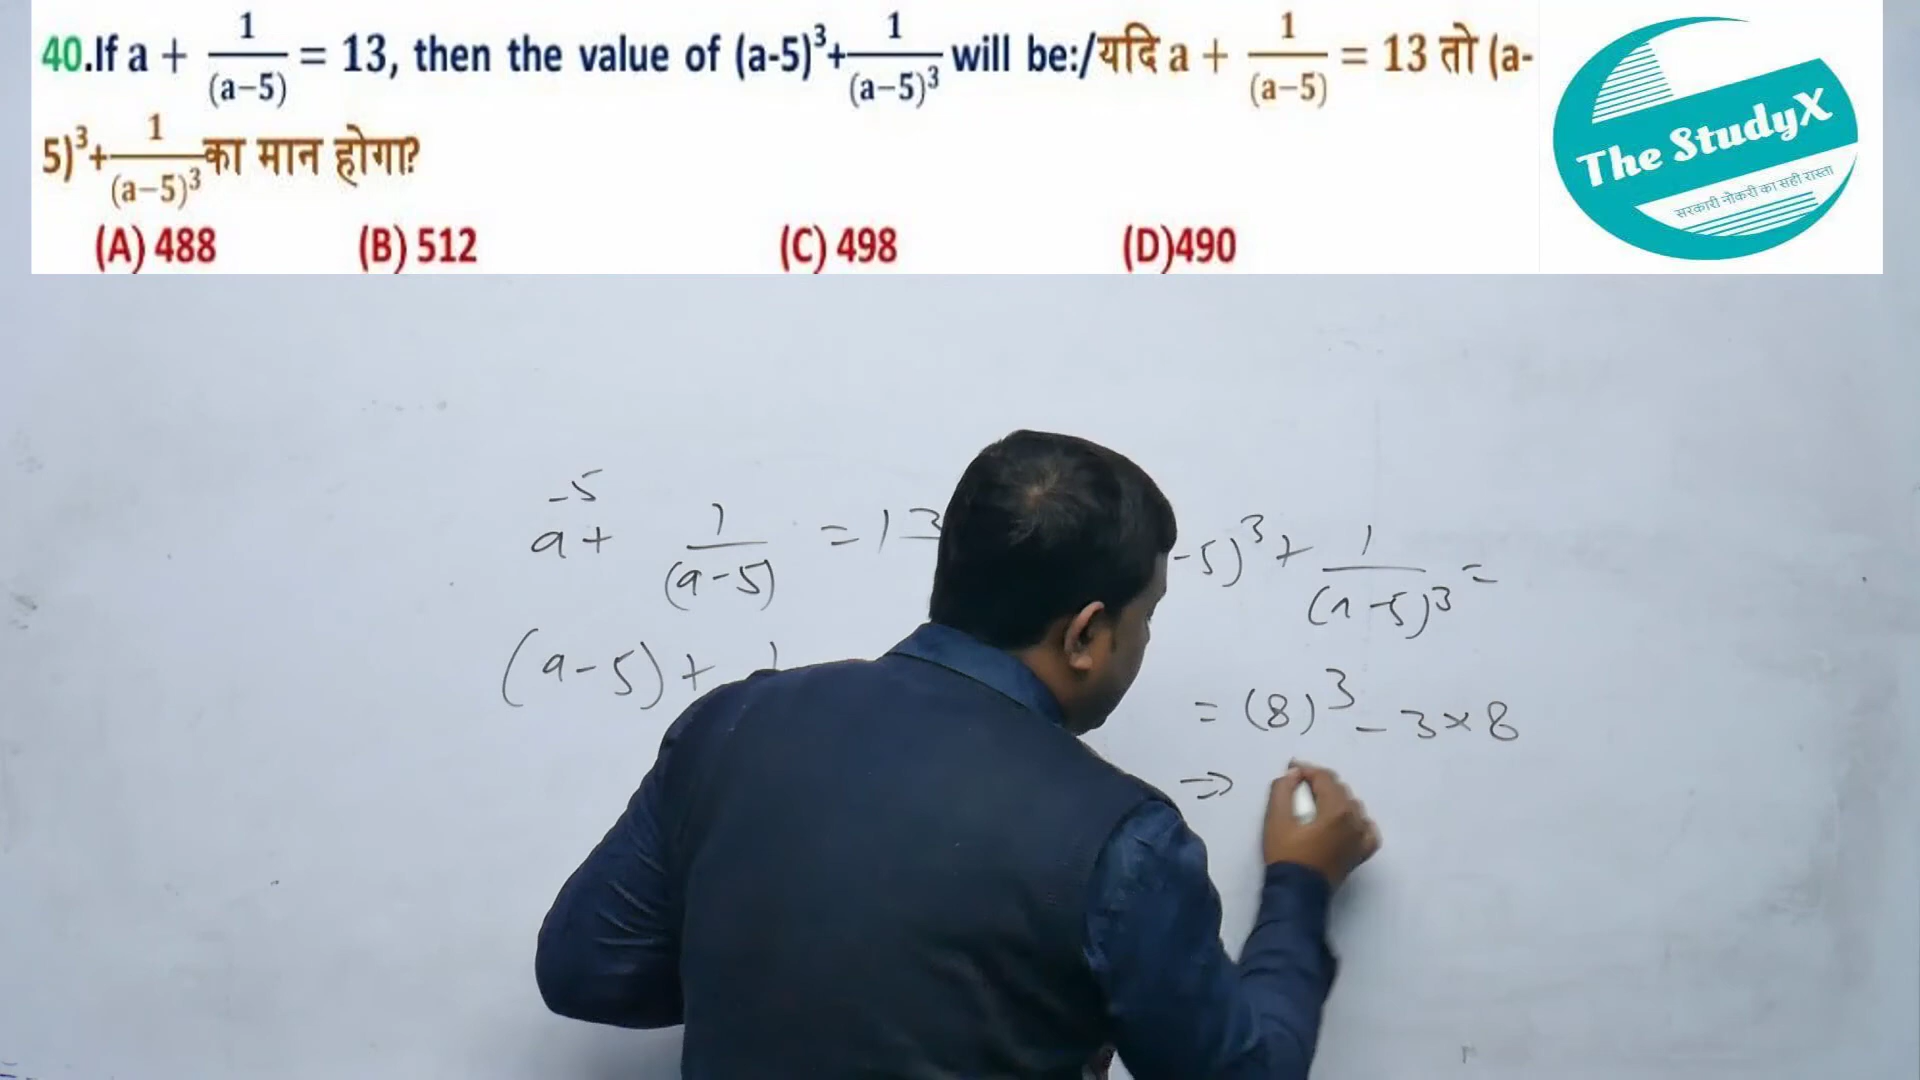 40.If a + 1/(a−5) = 13, then the value of (a-5)³+ 1/(a−5)³ will be:/यदि a + 1/(a−5) = 13 तो (a-
5)³+ 1/(a−5)³ का मान होगा?
(A) 488 (B) 512 (C) 498 (D)490
The StudyX
सरकारी नौकरी का सही रास्ता
-5
a + 1/(a-5) = 13
-5)³ + 1/(a-5)³ =
(a-5) + 1
= (8)³ - 3×8
⇒